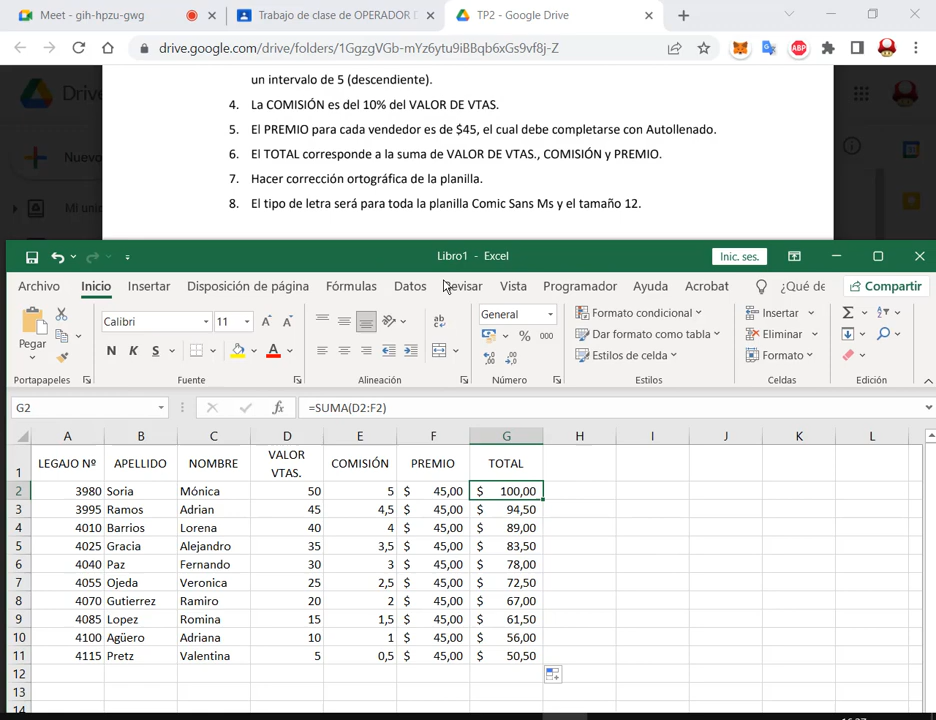 Meet - gih-hpzu-gwg
Trabajo de clase de OPERADOR D
TP2 - Google Drive
drive.google.com/drive/folders/1GgzgVGb-mYz6ytu9iBBqb6xGs9vf8j-Z
ABP
Drive
Nuevo
Mi uni
un intervalo de 5 (descendiente).
4. La COMISIÓN es del 10% del VALOR DE VTAS.
5. El PREMIO para cada vendedor es de $45, el cual debe completarse con Autollenado.
6. El TOTAL corresponde a la suma de VALOR DE VTAS., COMISIÓN y PREMIO.
7. Hacer corrección ortográfica de la planilla.
8. El tipo de letra será para toda la planilla Comic Sans Ms y el tamaño 12.
Libro1 - Excel
Inic. ses.
Archivo Inicio Insertar Disposición de página Fórmulas Datos Revisar Vista Programador Ayuda Acrobat ¿Qué de Compartir
Pegar
Calibri 11
N K S
General
% 000
Formato condicional
Dar formato como tabla
Estilos de celda
Insertar
Eliminar
Formato
Portapapeles Fuente Alineación Número Estilos Celdas Edición
G2 fx =SUMA(D2:F2)
A B C D E F G H I J K L
1 LEGAJO Nº APELLIDO NOMBRE VALOR VTAS. COMISIÓN PREMIO TOTAL
2 3980 Soria Mónica 50 5 $ 45,00 $ 100,00
3 3995 Ramos Adrian 45 4,5 $ 45,00 $ 94,50
4 4010 Barrios Lorena 40 4 $ 45,00 $ 89,00
5 4025 Gracia Alejandro 35 3,5 $ 45,00 $ 83,50
6 4040 Paz Fernando 30 3 $ 45,00 $ 78,00
7 4055 Ojeda Veronica 25 2,5 $ 45,00 $ 72,50
8 4070 Gutierrez Ramiro 20 2 $ 45,00 $ 67,00
9 4085 Lopez Romina 15 1,5 $ 45,00 $ 61,50
10 4100 Agüero Adriana 10 1 $ 45,00 $ 56,00
11 4115 Pretz Valentina 5 0,5 $ 45,00 $ 50,50
12
13
14